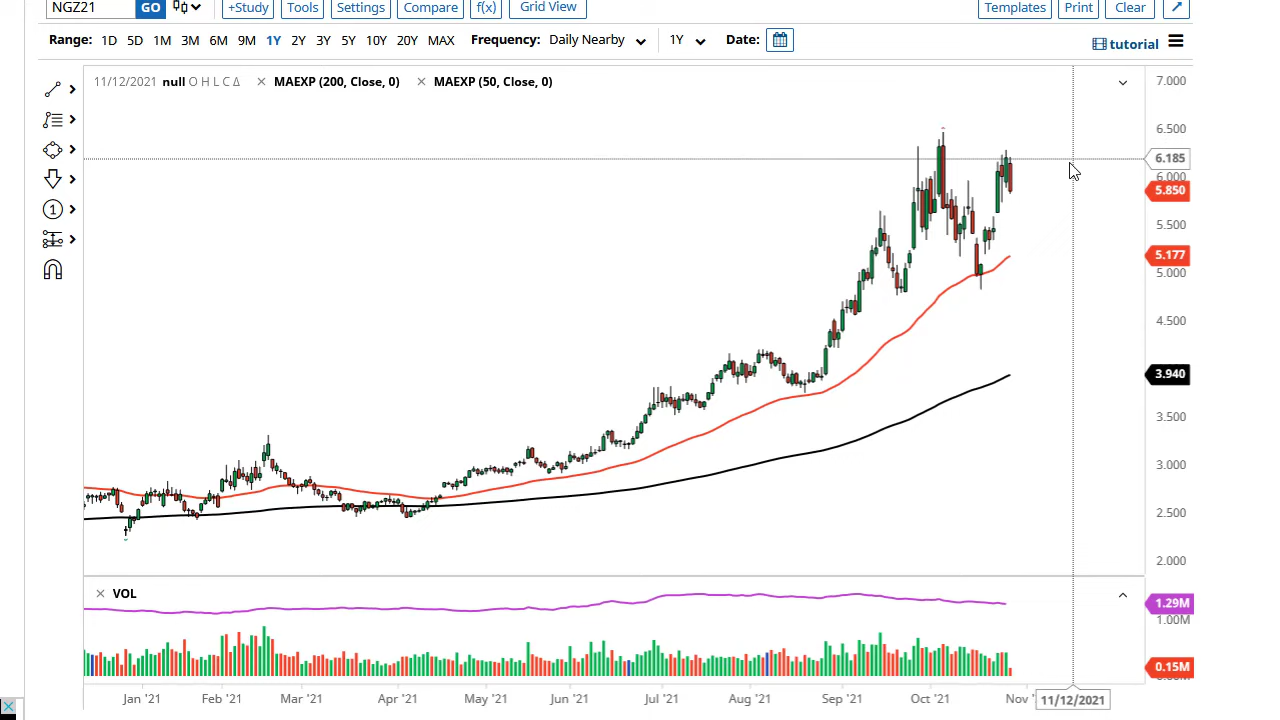 NGZ21 GO +Study Tools Settings Compare f(x) Grid View Templates Print Clear
Range: 1D 5D 1M 3M 6M 9M 1Y 2Y 3Y 5Y 10Y 20Y MAX Frequency: Daily Nearby 1Y Date: tutorial
11/12/2021 null O H L C Δ MAEXP (200, Close, 0) MAEXP (50, Close, 0)
7.000
6.500
6.185
6.000
5.850
5.500
5.177
5.000
4.500
3.940
3.500
3.000
2.500
2.000
VOL
1.29M
1.00M
0.15M
Jan '21 Feb '21 Mar '21 Apr '21 May '21 Jun '21 Jul '21 Aug '21 Sep '21 Oct '21 Nov ' 11/12/2021